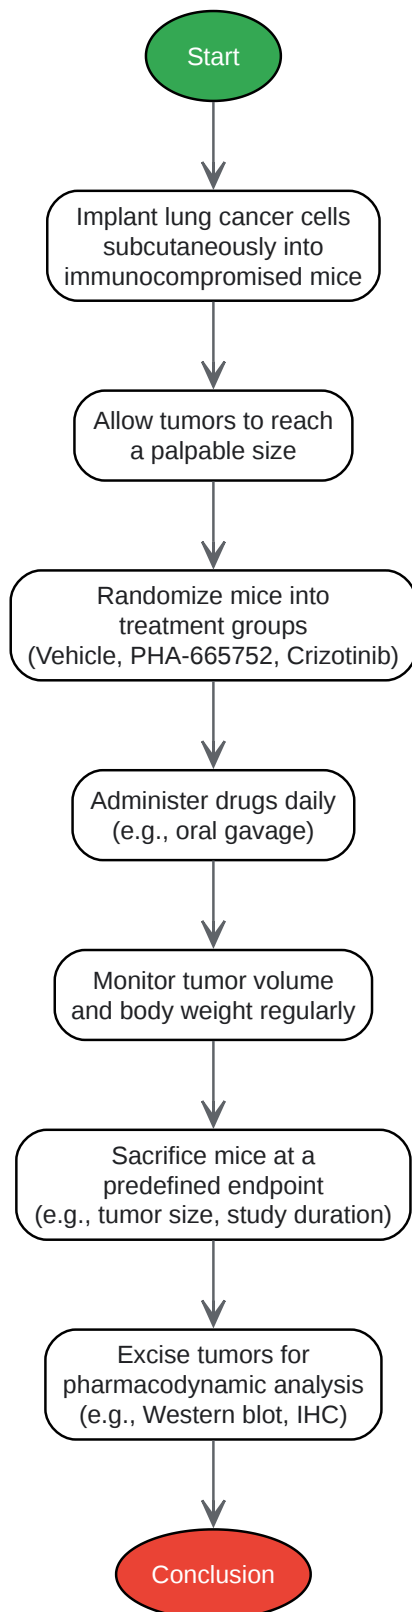 Start
Implant lung cancer cells
subcutaneously into
immunocompromised mice
Allow tumors to reach
a palpable size
Randomize mice into
treatment groups
(Vehicle, PHA-665752, Crizotinib)
Administer drugs daily
(e.g., oral gavage)
Monitor tumor volume
and body weight regularly
Sacrifice mice at a
predefined endpoint
(e.g., tumor size, study duration)
Excise tumors for
pharmacodynamic analysis
(e.g., Western blot, IHC)
Conclusion